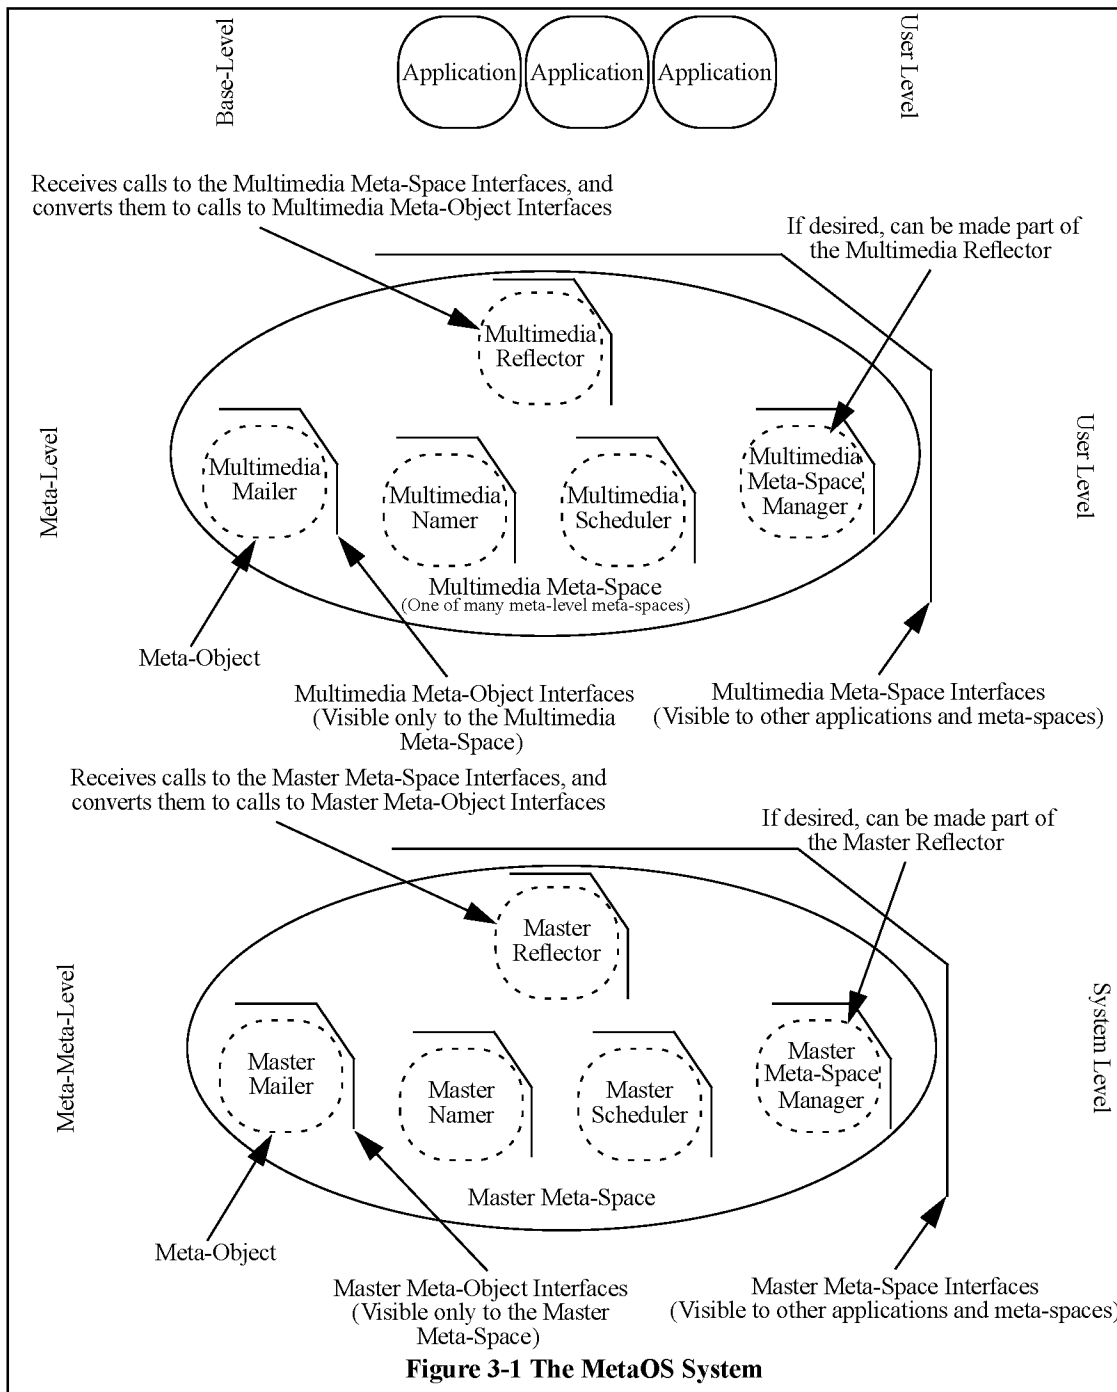 Base-Level
Application
Application
Application
User Level
Receives calls to the Multimedia Meta-Space Interfaces, and
converts them to calls to Multimedia Meta-Object Interfaces
If desired, can be made part of
the Multimedia Reflector
Multimedia
Reflector
Meta-Level
Multimedia
Mailer
Multimedia
Namer
Multimedia
Scheduler
Multimedia
Meta-Space
Manager
User Level
Multimedia Meta-Space
(One of many meta-level meta-spaces)
Meta-Object
Multimedia Meta-Object Interfaces
(Visible only to the Multimedia
Meta-Space)
Multimedia Meta-Space Interfaces
(Visible to other applications and meta-spaces)
Receives calls to the Master Meta-Space Interfaces, and
converts them to calls to Master Meta-Object Interfaces
If desired, can be made part of
the Master Reflector
Master
Reflector
Meta-Meta-Level
Master
Mailer
Master
Namer
Master
Scheduler
Master
Meta-Space
Manager
System Level
Master Meta-Space
Meta-Object
Master Meta-Object Interfaces
(Visible only to the Master
Meta-Space)
Master Meta-Space Interfaces
(Visible to other applications and meta-spaces)
Figure 3-1 The MetaOS System